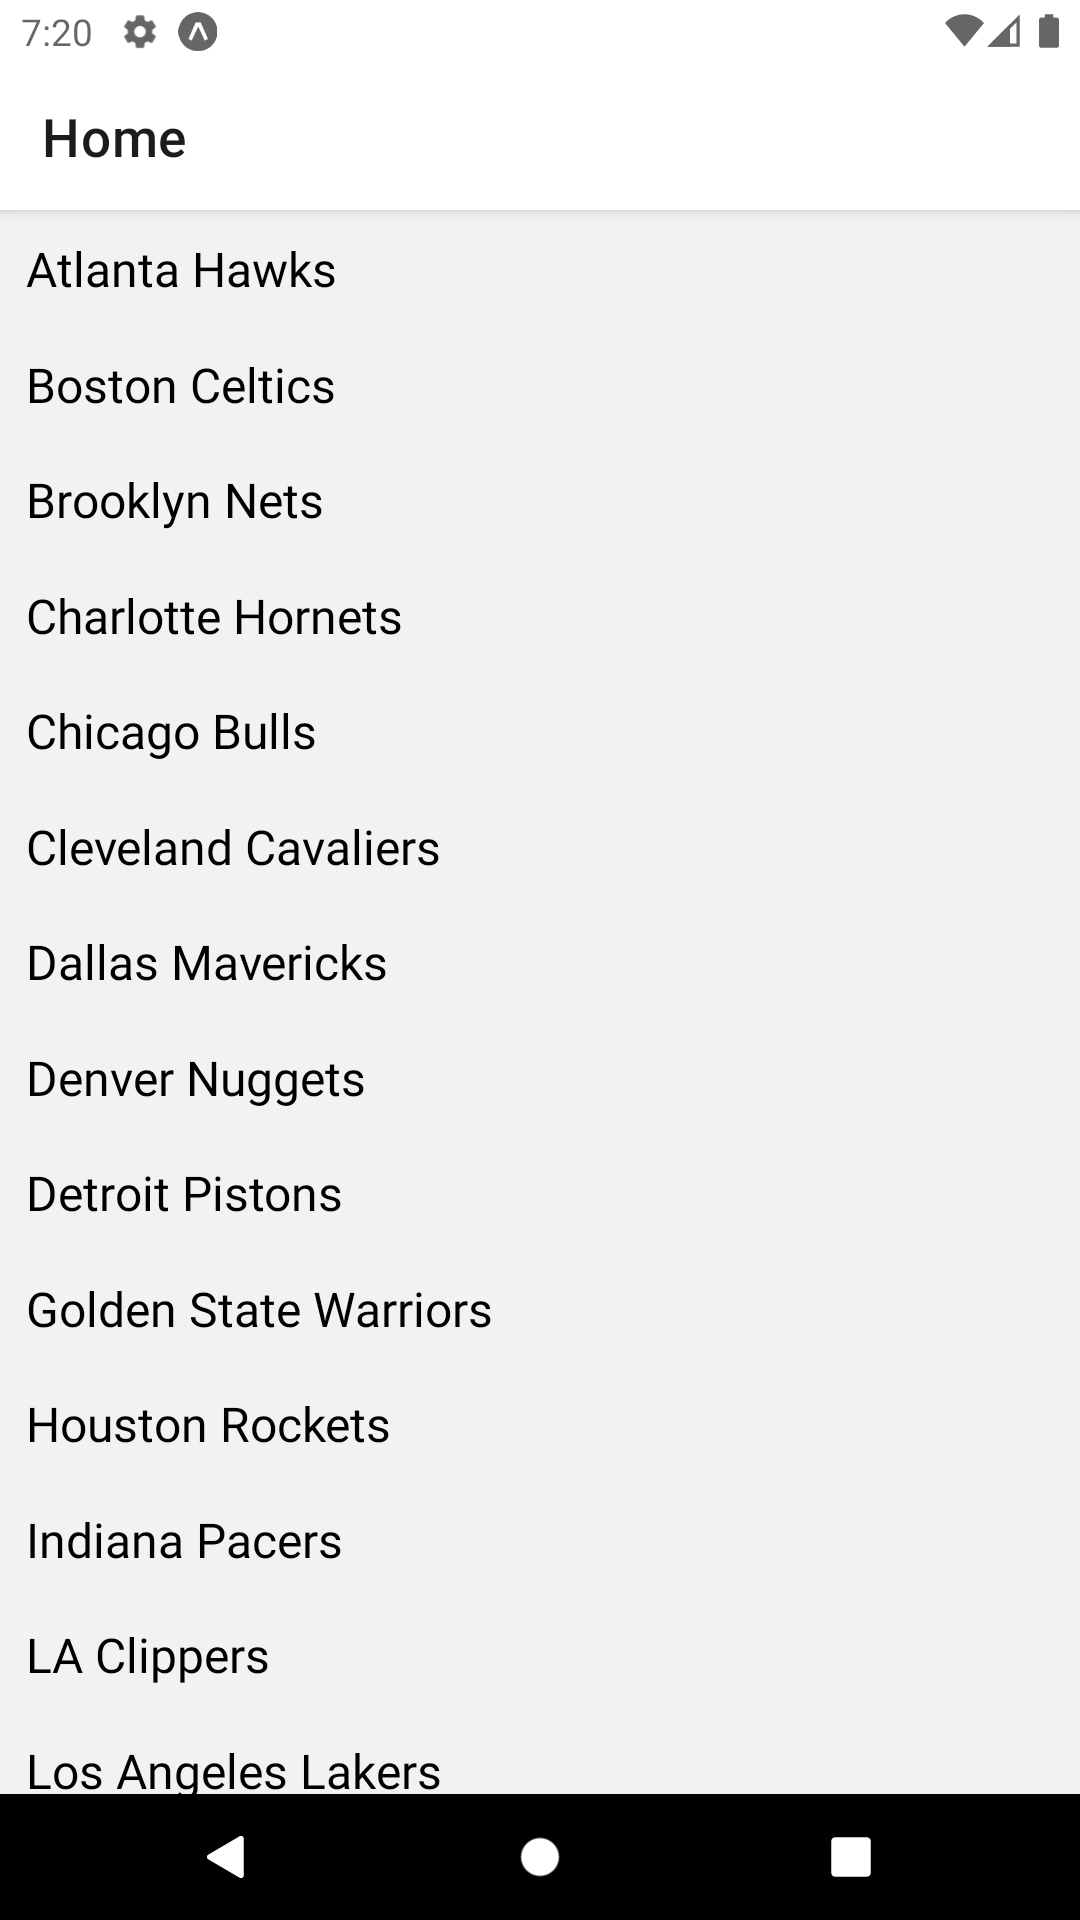 7:20
Home
Atlanta Hawks
Boston Celtics
Brooklyn Nets
Charlotte Hornets
Chicago Bulls
Cleveland Cavaliers
Dallas Mavericks
Denver Nuggets
Detroit Pistons
Golden State Warriors
Houston Rockets
Indiana Pacers
LA Clippers
Los Angeles Lakers